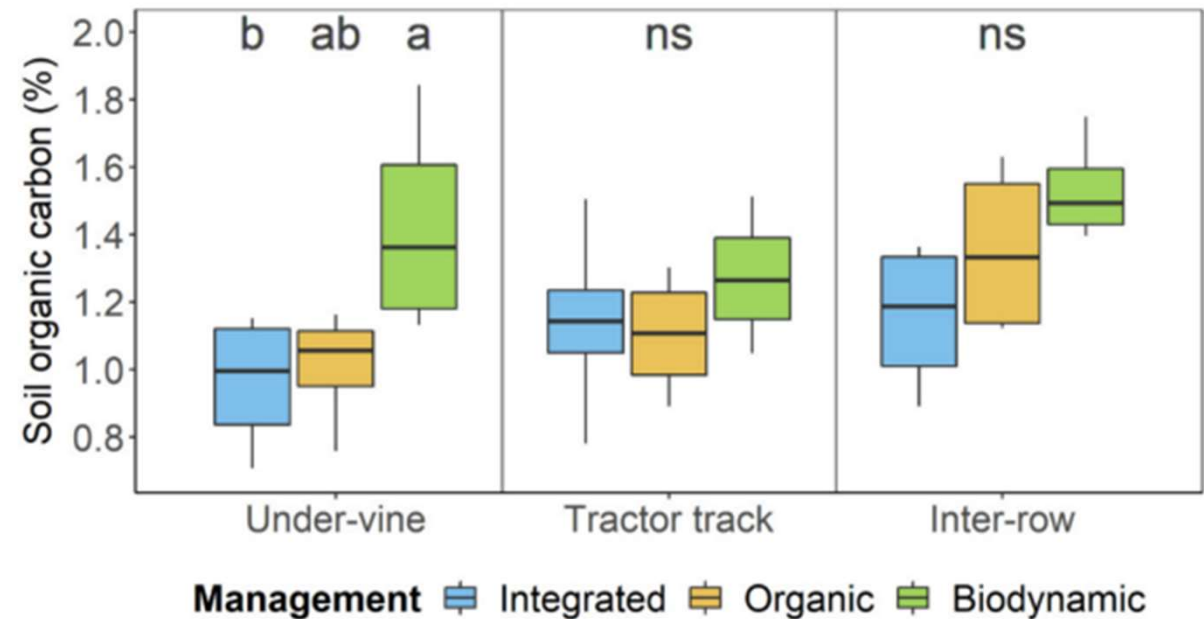 Soil organic carbon (%)
2.0
1.8
1.6
1.4
1.2
1.0
0.8
b ab a
ns
ns
Under-vine Tractor track Inter-row
Management Integrated Organic Biodynamic